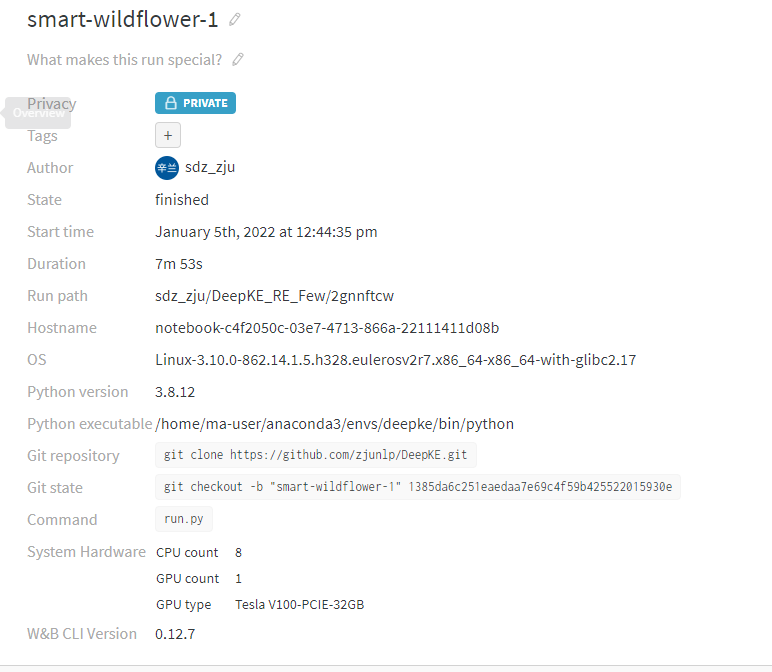 smart-wildflower-1
What makes this run special?
Privacy PRIVATE
Overview
Tags +
Author 辛兰 sdz_zju
State finished
Start time January 5th, 2022 at 12:44:35 pm
Duration 7m 53s
Run path sdz_zju/DeepKE_RE_Few/2gnnftcw
Hostname notebook-c4f2050c-03e7-4713-866a-22111411d08b
OS Linux-3.10.0-862.14.1.5.h328.eulerosv2r7.x86_64-x86_64-with-glibc2.17
Python version 3.8.12
Python executable /home/ma-user/anaconda3/envs/deepke/bin/python
Git repository git clone https://github.com/zjunlp/DeepKE.git
Git state git checkout -b "smart-wildflower-1" 1385da6c251eaedaa7e69c4f59b425522015930e
Command run.py
System Hardware CPU count 8
GPU count 1
GPU type Tesla V100-PCIE-32GB
W&B CLI Version 0.12.7